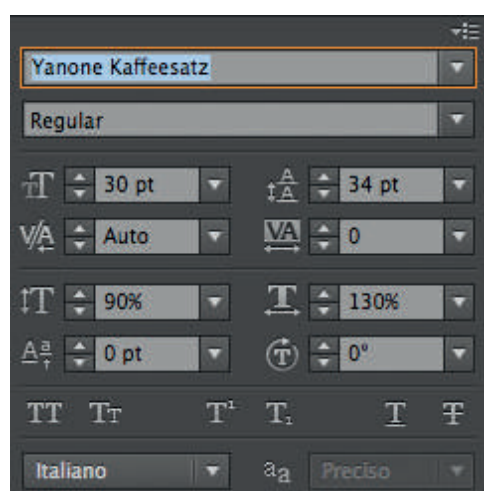 Yanone Kaffeesatz
Regular
30 pt 34 pt
Auto 0
90% 130%
0 pt 0°
Italiano Preciso